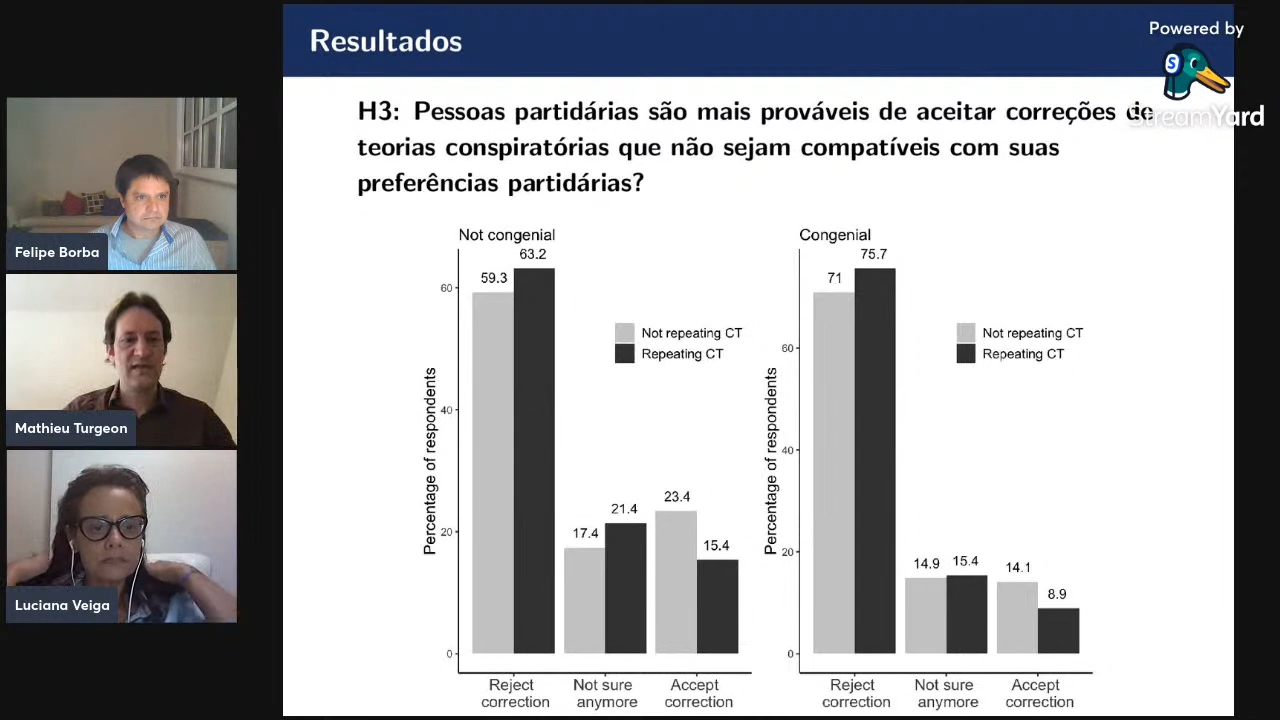 Resultados
Powered by
StreamYard
H3: Pessoas partidárias são mais prováveis de aceitar correções de
teorias conspiratórias que não sejam compatíveis com suas
preferências partidárias?
Felipe Borba
Mathieu Turgeon
Luciana Veiga
Not congenial
Percentage of respondents
60
40
20
0
59.3
63.2
17.4
21.4
23.4
15.4
Not repeating CT
Repeating CT
Reject
correction
Not sure
anymore
Accept
correction
Congenial
Percentage of respondents
60
40
20
0
71
75.7
14.9
15.4
14.1
8.9
Not repeating CT
Repeating CT
Reject
correction
Not sure
anymore
Accept
correction